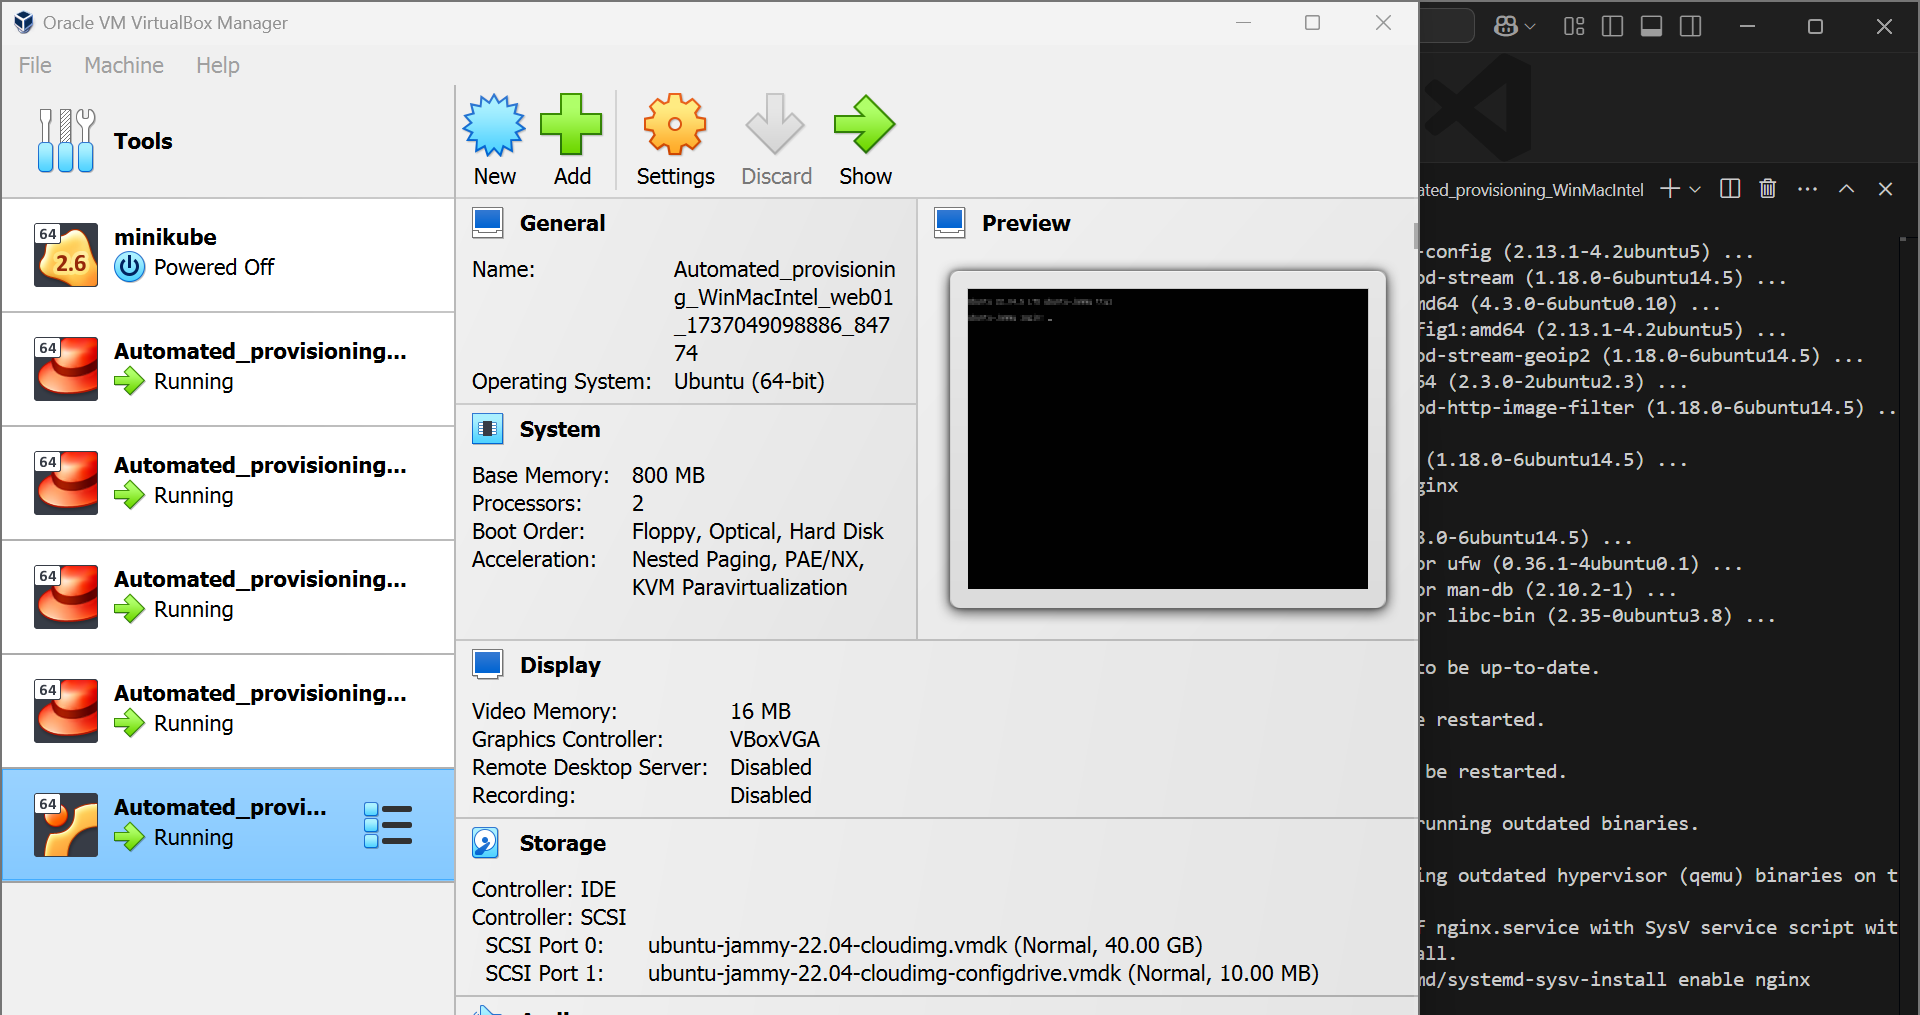 Oracle VM VirtualBox Manager
File Machine Help
Tools
New Add Settings Discard Show
64
2.6
minikube
Powered Off
64
Automated_provisioning...
Running
64
Automated_provisioning...
Running
64
Automated_provisioning...
Running
64
Automated_provisioning...
Running
64
Automated_provi...
Running
General
Name: Automated_provisionin
g_WinMacIntel_web01
_1737049098886_847
74
Operating System: Ubuntu (64-bit)
Preview
System
Base Memory: 800 MB
Processors: 2
Boot Order: Floppy, Optical, Hard Disk
Acceleration: Nested Paging, PAE/NX,
KVM Paravirtualization
Display
Video Memory: 16 MB
Graphics Controller: VBoxVGA
Remote Desktop Server: Disabled
Recording: Disabled
Storage
Controller: IDE
Controller: SCSI
SCSI Port 0: ubuntu-jammy-22.04-cloudimg.vmdk (Normal, 40.00 GB)
SCSI Port 1: ubuntu-jammy-22.04-cloudimg-configdrive.vmdk (Normal, 10.00 MB)
ated_provisioning_WinMacIntel
-config (2.13.1-4.2ubuntu5) ...
od-stream (1.18.0-6ubuntu14.5) ...
md64 (4.3.0-6ubuntu0.10) ...
fig1:amd64 (2.13.1-4.2ubuntu5) ...
od-stream-geoip2 (1.18.0-6ubuntu14.5) ...
64 (2.3.0-2ubuntu2.3) ...
od-http-image-filter (1.18.0-6ubuntu14.5) ..
(1.18.0-6ubuntu14.5) ...
ginx
8.0-6ubuntu14.5) ...
or ufw (0.36.1-4ubuntu0.1) ...
or man-db (2.10.2-1) ...
or libc-bin (2.35-0ubuntu3.8) ...
to be up-to-date.
e restarted.
be restarted.
running outdated binaries.
ing outdated hypervisor (qemu) binaries on t
f nginx.service with SysV service script wit
all.
md/systemd-sysv-install enable nginx